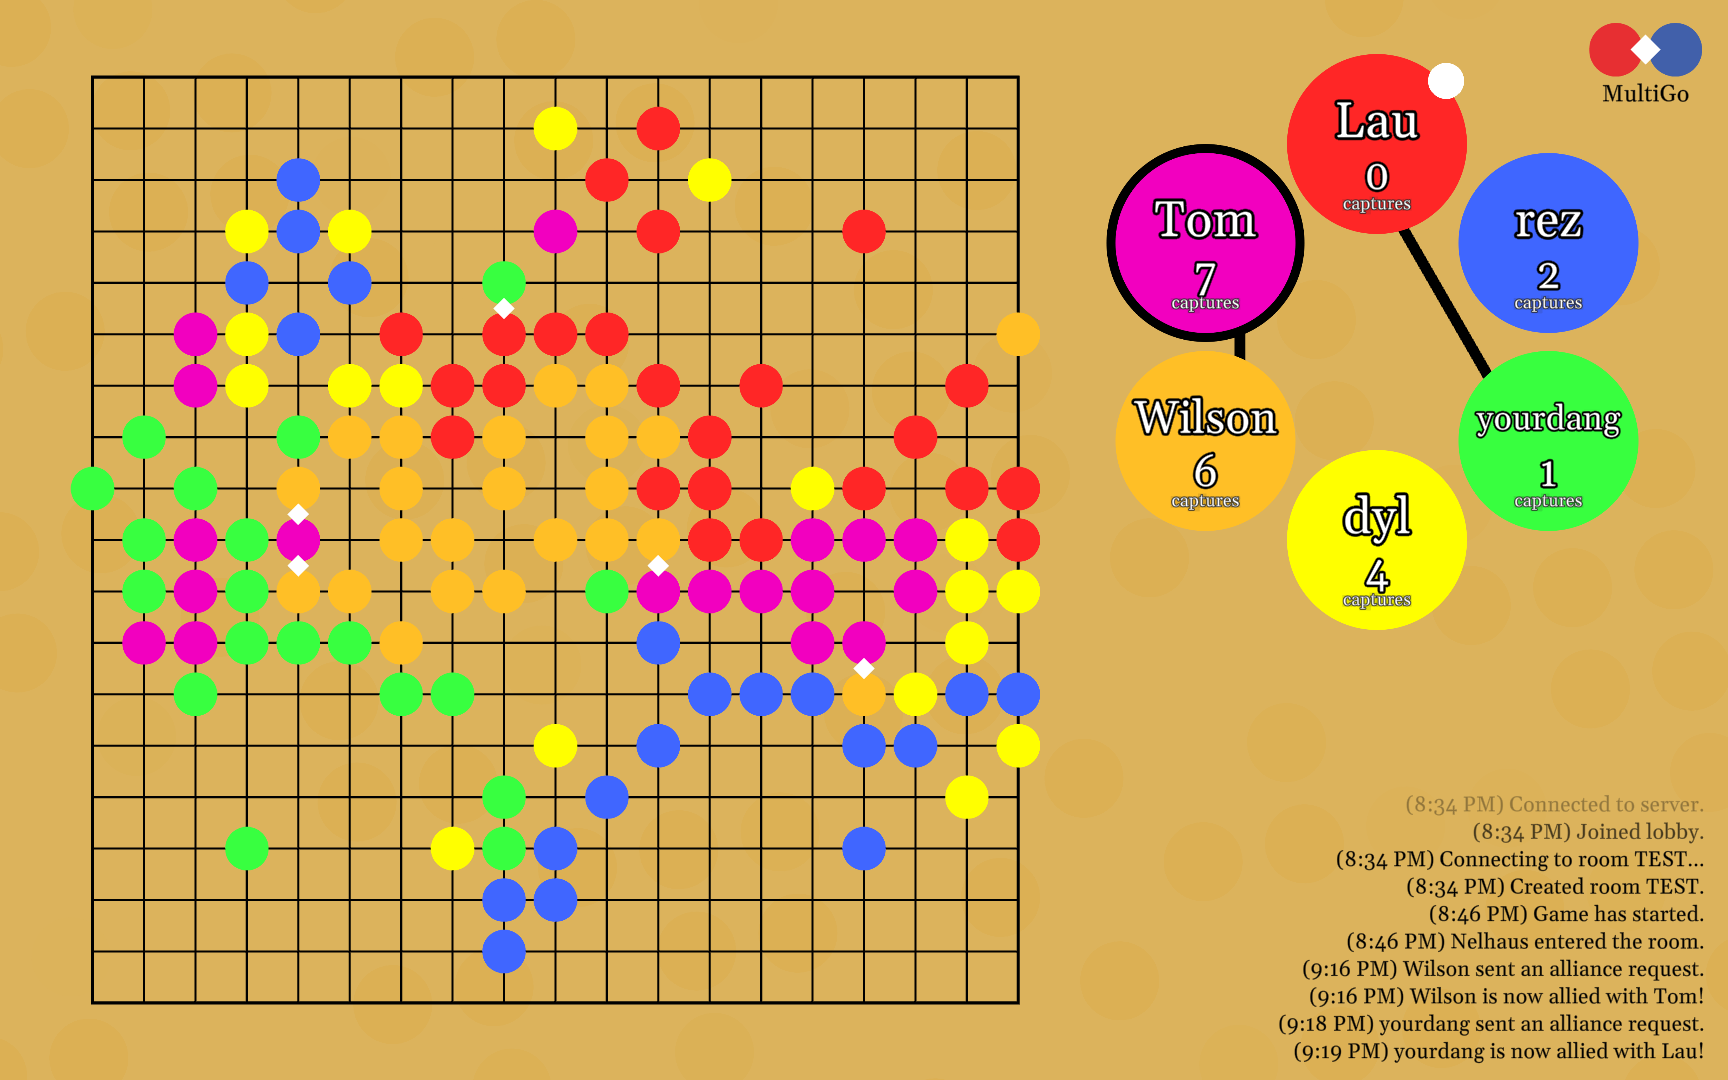 MultiGo
Lau
0
captures
Tom
7
captures
rez
2
captures
Wilson
6
captures
yourdang
1
captures
dyl
4
captures
(8:34 PM) Connected to server.
(8:34 PM) Joined lobby.
(8:34 PM) Connecting to room TEST...
(8:34 PM) Created room TEST.
(8:46 PM) Game has started.
(8:46 PM) Nelhaus entered the room.
(9:16 PM) Wilson sent an alliance request.
(9:16 PM) Wilson is now allied with Tom!
(9:18 PM) yourdang sent an alliance request.
(9:19 PM) yourdang is now allied with Lau!